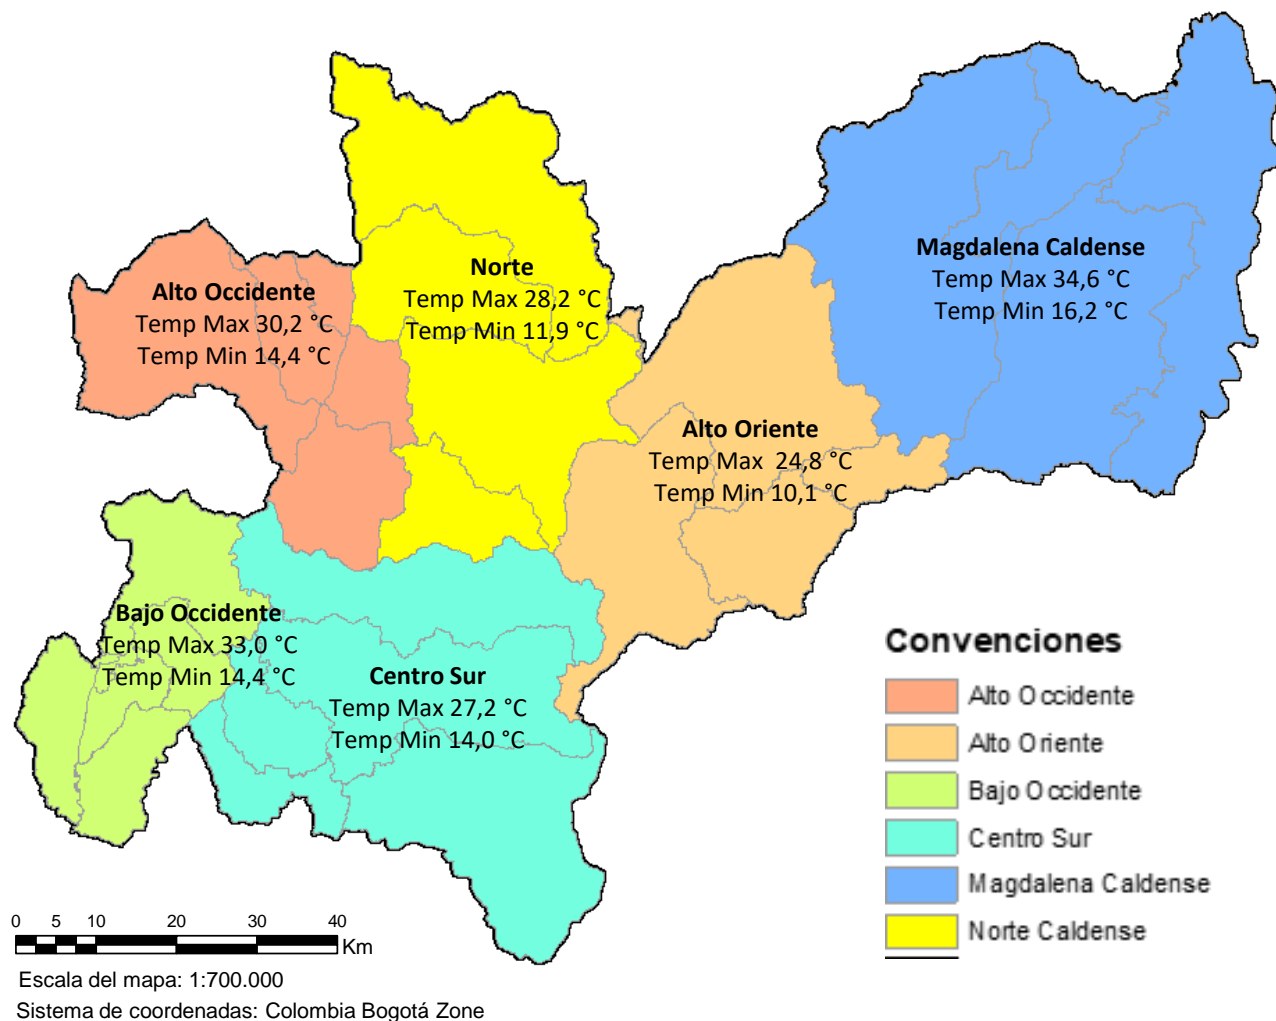 Magdalena Caldense
Temp Max 34,6 °C
Temp Min 16,2 °C
Norte
Temp Max 28,2 °C
Temp Min 11,9 °C
Alto Occidente
Temp Max 30,2 °C
Temp Min 14,4 °C
Alto Oriente
Temp Max 24,8 °C
Temp Min 10,1 °C
Bajo Occidente
Temp Max 33,0 °C
Temp Min 14,4 °C
Centro Sur
Temp Max 27,2 °C
Temp Min 14,0 °C
Convenciones
Alto Occidente
Alto Oriente
Bajo Occidente
Centro Sur
Magdalena Caldense
Norte Caldense
0 5 10 20 30 40
Km
Escala del mapa: 1:700.000
Sistema de coordenadas: Colombia Bogotá Zone